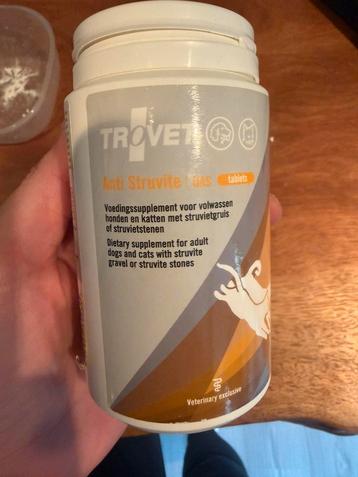 TROVET
Anti Struvite tabs
tablets
Voedingssupplement voor volwassen
honden en katten met struvietgruis
of struvietstenen
Dietary supplement for adult
dogs and cats with struvite
gravel or struvite stones
Veterinary exclusive